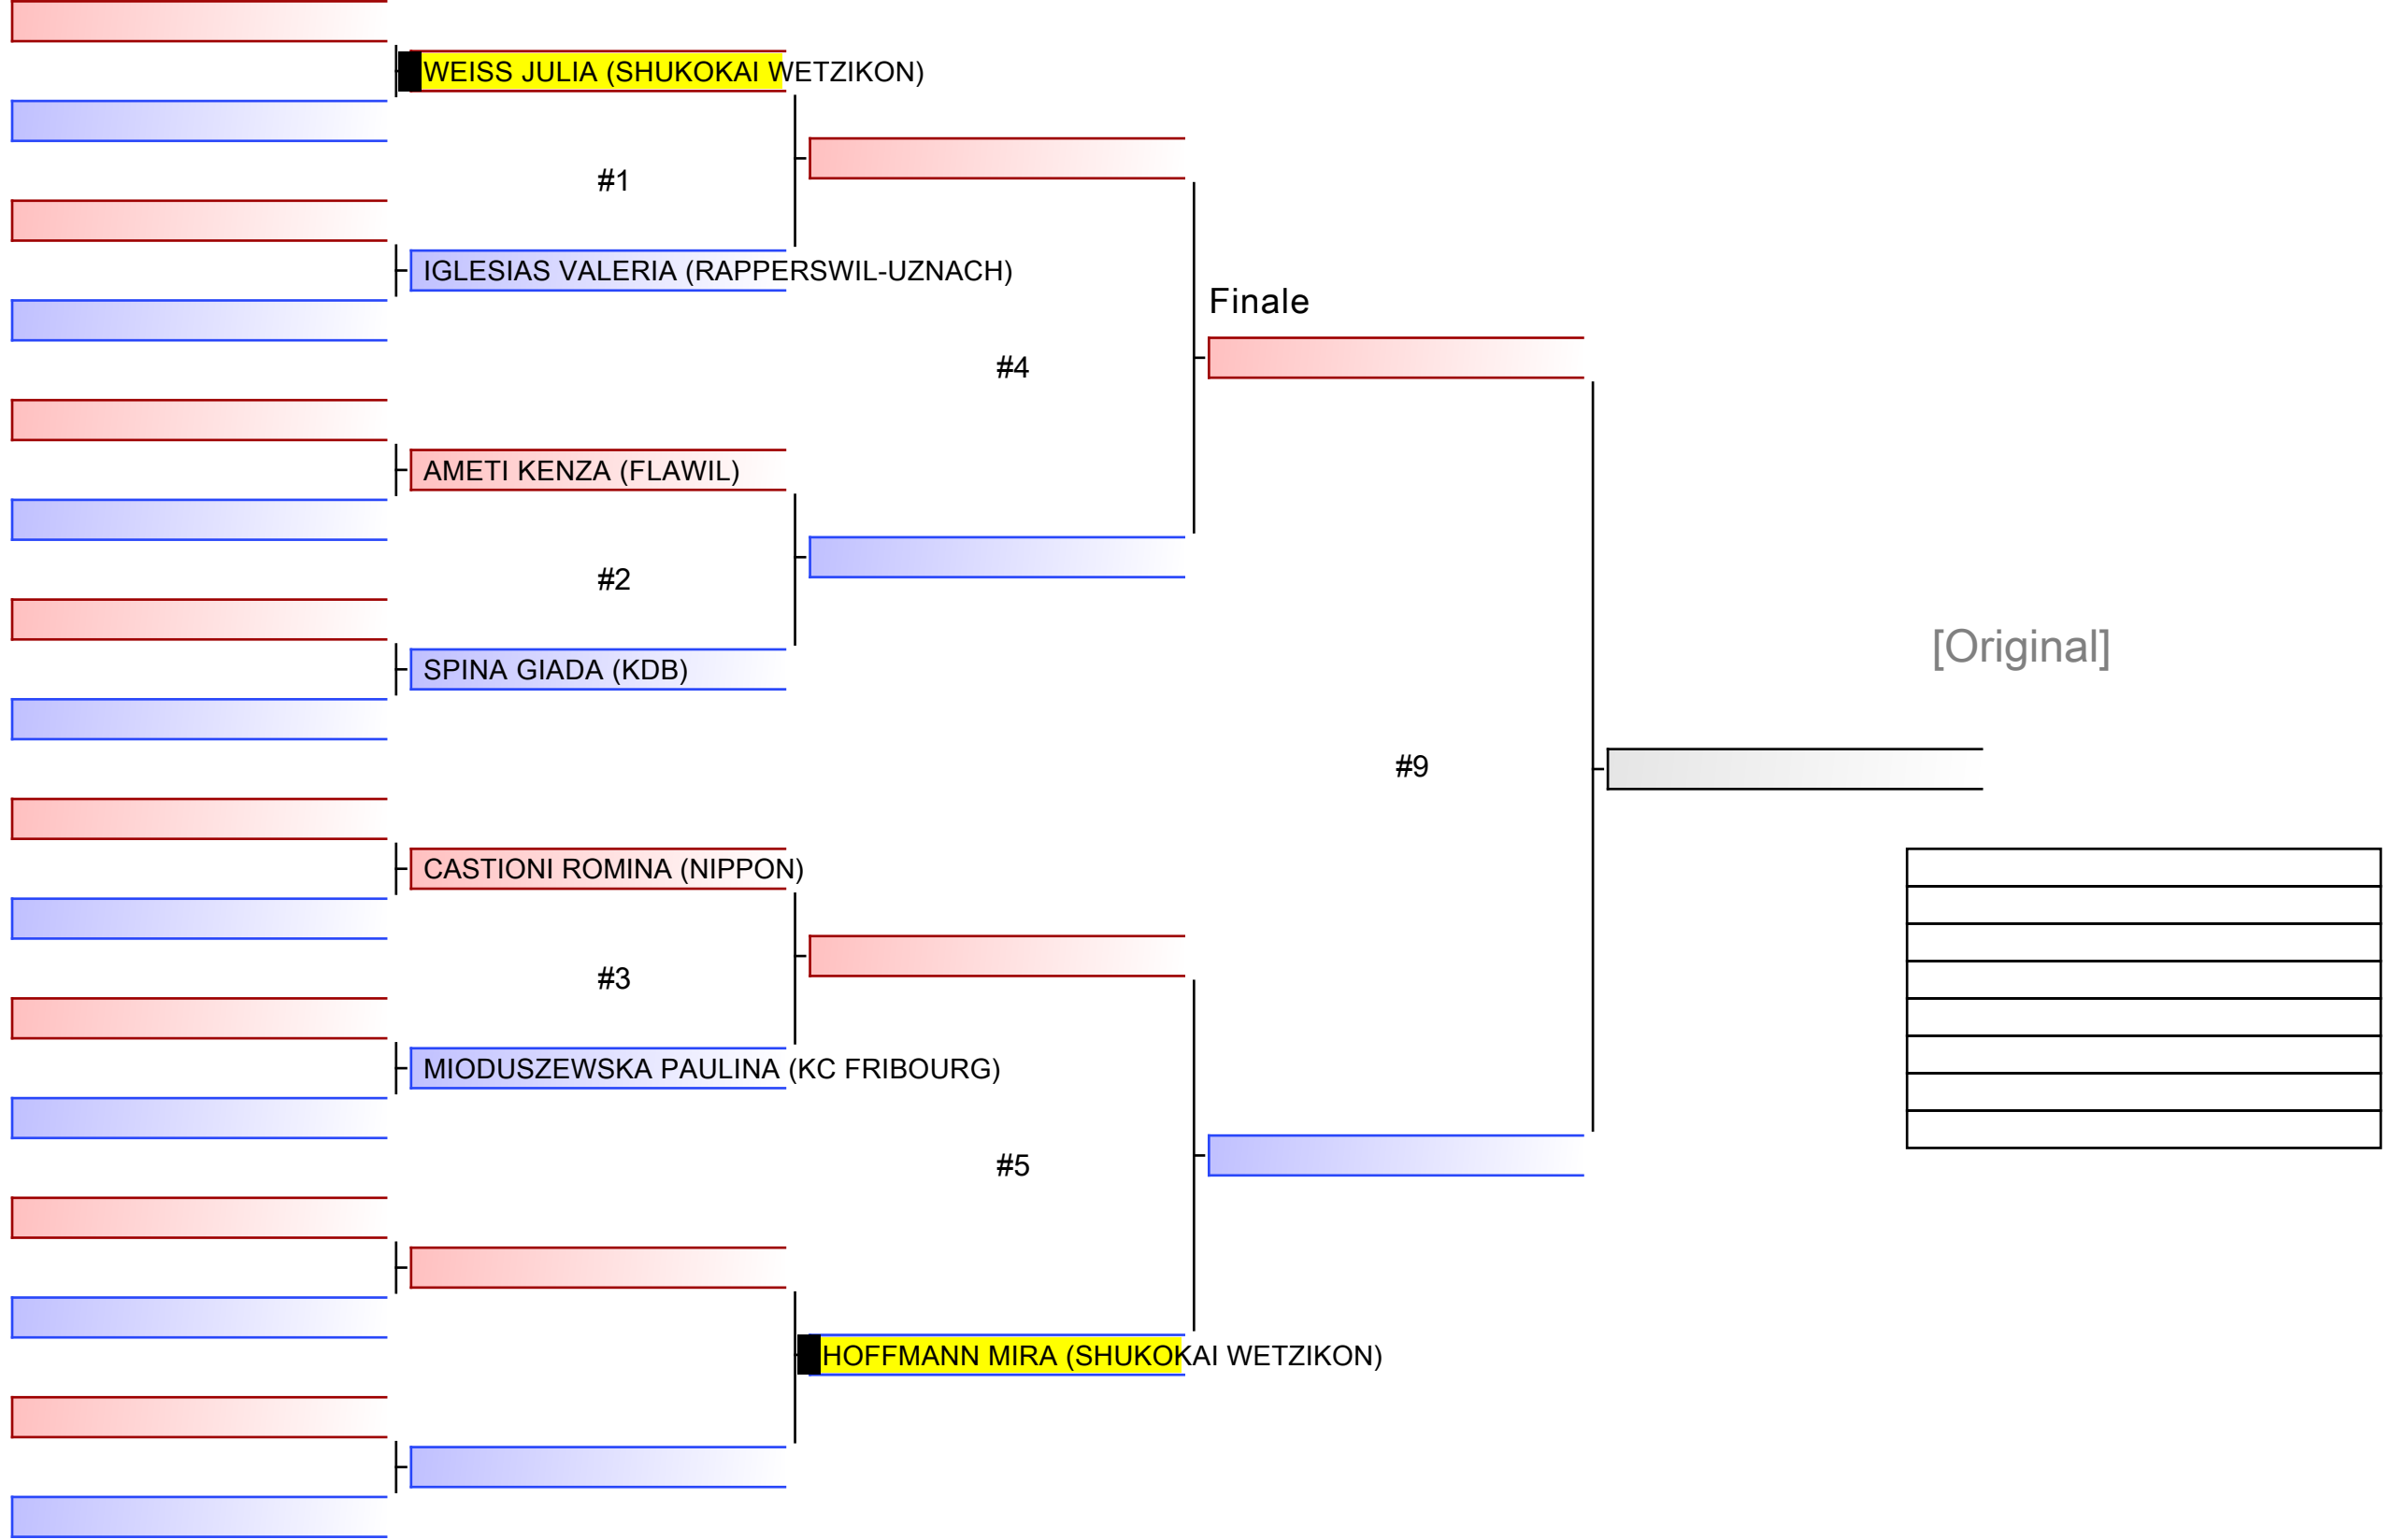 WEISS JULIA (SHUKOKAI WETZIKON)
#1
IGLESIAS VALERIA (RAPPERSWIL-UZNACH)
Finale
#4
AMETI KENZA (FLAWIL)
#2
SPINA GIADA (KDB)
[Original]
#9
CASTIONI ROMINA (NIPPON)
#3
MIODUSZEWSKA PAULINA (KC FRIBOURG)
#5
HOFFMANN MIRA (SHUKOKAI WETZIKON)